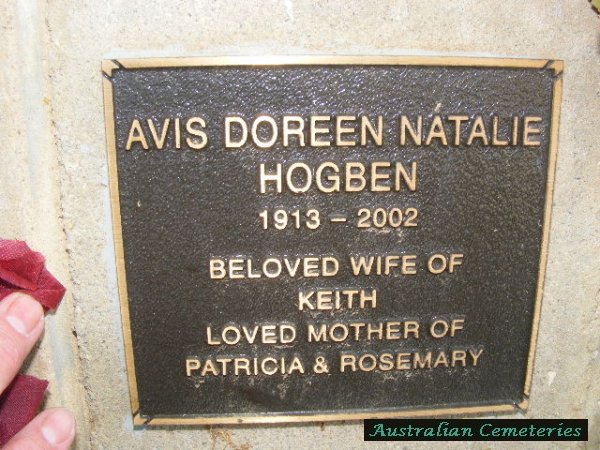 AVIS DOREEN NATALIE
HOGBEN
1913 - 2002
BELOVED WIFE OF
KEITH
LOVED MOTHER OF
PATRICIA & ROSEMARY
Australian Cemeteries